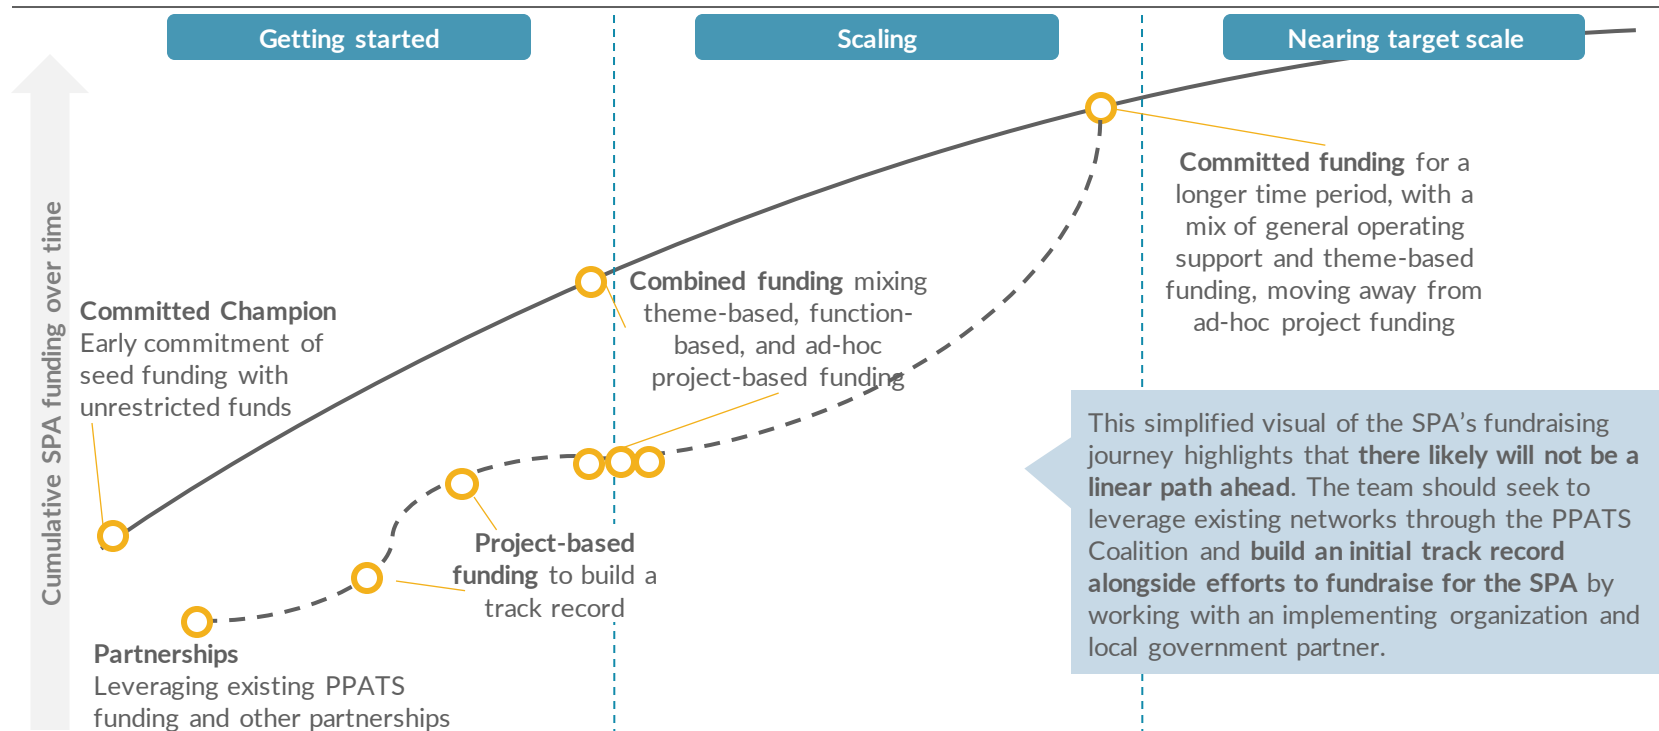 Getting started
Scaling
Nearing target scale
Cumulative SPA funding over time
Committed Champion
Early commitment of
seed funding with
unrestricted funds
Combined funding mixing
theme-based, function-
based, and ad-hoc
project-based funding
Committed funding for a
longer time period, with a
mix of general operating
support and theme-based
funding, moving away from
ad-hoc project funding
Project-based
funding to build a
track record
Partnerships
Leveraging existing PPATS
funding and other partnerships
This simplified visual of the SPA’s fundraising
journey highlights that there likely will not be a
linear path ahead. The team should seek to
leverage existing networks through the PPATS
Coalition and build an initial track record
alongside efforts to fundraise for the SPA by
working with an implementing organization and
local government partner.